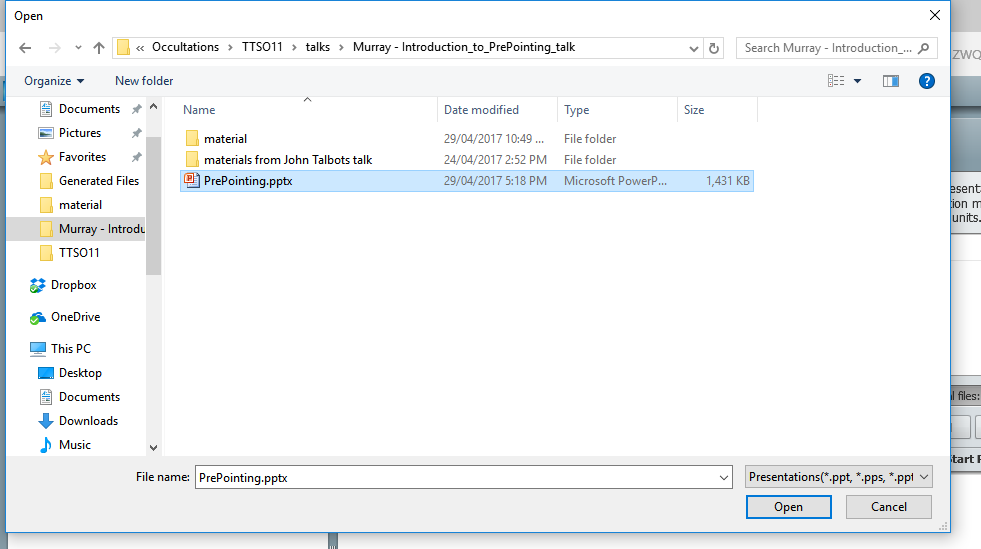 Open
« Occultations > TTSO11 > talks > Murray - Introduction_to_PrePointing_talk
Search Murray - Introduction_...
ZWQ
Organize
New folder
Name
Date modified
Type
Size
Documents
Pictures
Favorites
Generated Files
material
Murray - Introdu
TTSO11
Dropbox
OneDrive
This PC
Desktop
Documents
Downloads
Music
material 29/04/2017 10:49 ... File folder
materials from John Talbots talk 24/04/2017 2:52 PM File folder
PrePointing.pptx 29/04/2017 5:18 PM Microsoft PowerP... 1,431 KB
units.
files:
File name: PrePointing.pptx
Presentations(*.ppt, *.pps, *.ppt
Open
Cancel